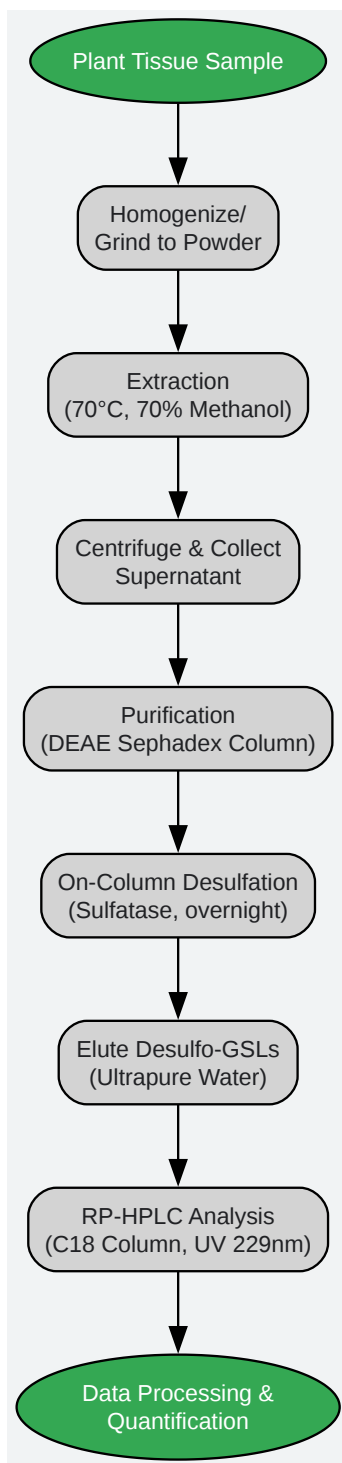 Plant Tissue Sample
Homogenize/
Grind to Powder
Extraction
(70°C, 70% Methanol)
Centrifuge & Collect
Supernatant
Purification
(DEAE Sephadex Column)
On-Column Desulfation
(Sulfatase, overnight)
Elute Desulfo-GSLs
(Ultrapure Water)
RP-HPLC Analysis
(C18 Column, UV 229nm)
Data Processing &
Quantification